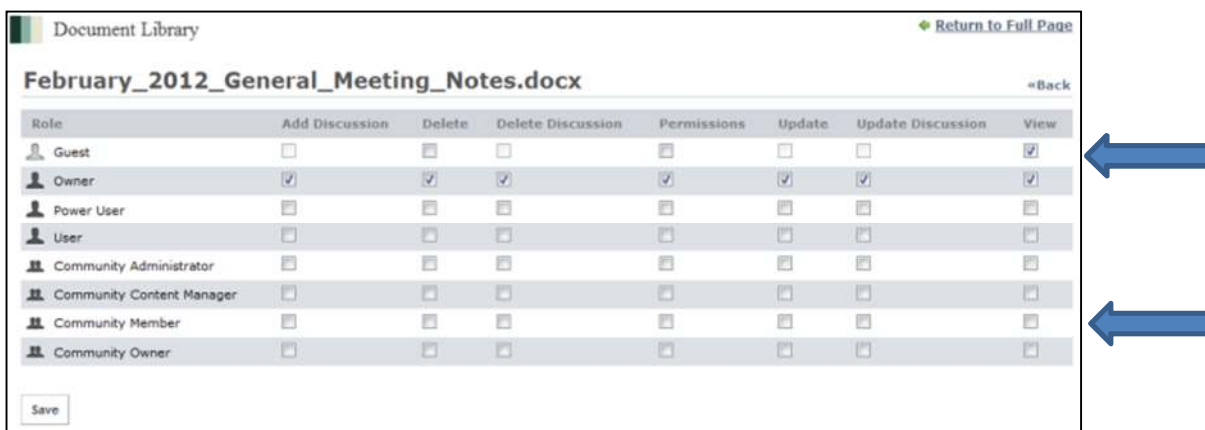 Document Library
Return to Full Page
February_2012_General_Meeting_Notes.docx
«Back
Role Add Discussion Delete Delete Discussion Permissions Update Update Discussion View
Guest
Owner
Power User
User
Community Administrator
Community Content Manager
Community Member
Community Owner
Save